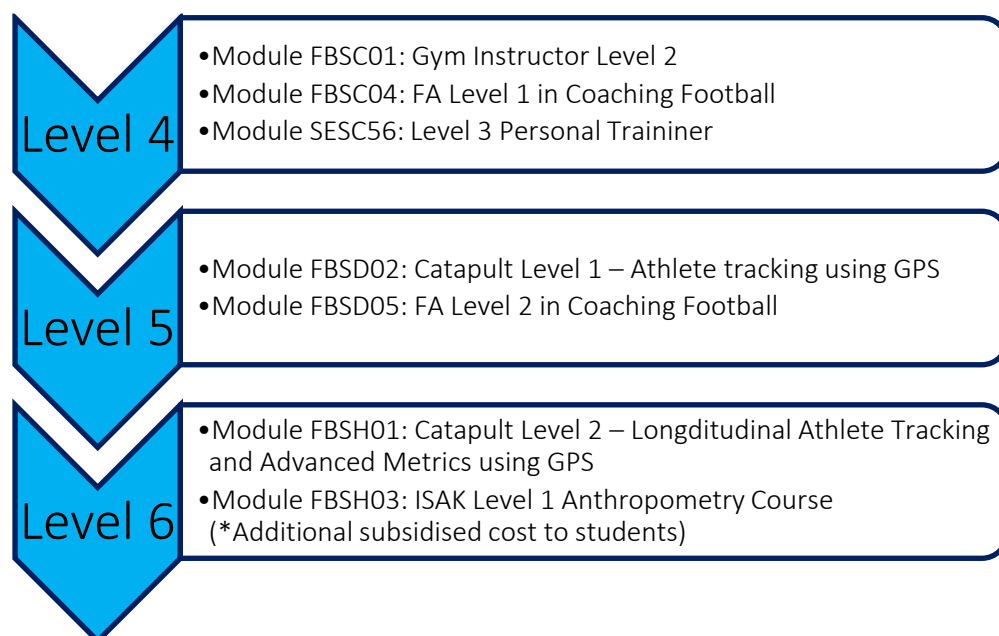 Level 4
•Module FBSC01: Gym Instructor Level 2
•Module FBSC04: FA Level 1 in Coaching Football
•Module SESC56: Level 3 Personal Traininer
Level 5
•Module FBSD02: Catapult Level 1 – Athlete tracking using GPS
•Module FBSD05: FA Level 2 in Coaching Football
Level 6
•Module FBSH01: Catapult Level 2 – Longditudinal Athlete Tracking
and Advanced Metrics using GPS
•Module FBSH03: ISAK Level 1 Anthropometry Course
(*Additional subsidised cost to students)